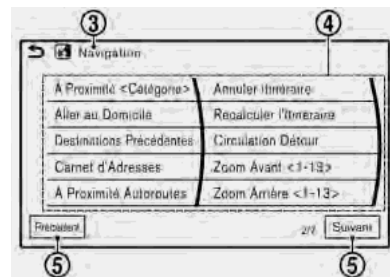 ③ ④
Navigation
À Proximité <Catégorie>
Annuler Itinéraire
Aller au Domicile
Recalculer l'Itinéraire
Destinations Précédentes
Circulation Détour
Carnet d'Adresses
Zoom Avant <1-13>
À Proximité Autoroutes
Zoom Arrière <1-13>
Précédent
2/7
Suivant
⑤ ⑤